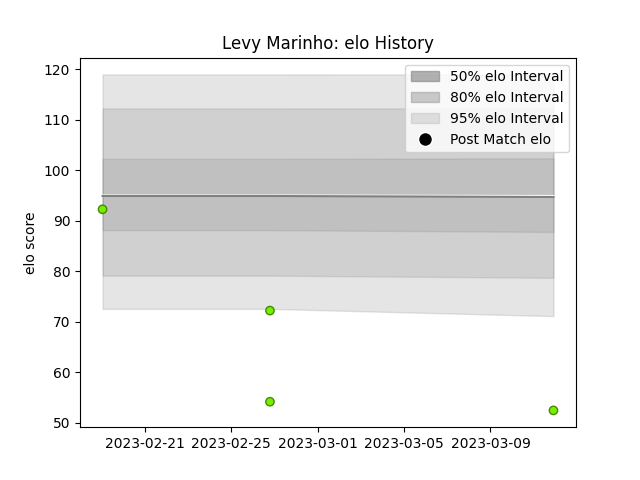 Levy Marinho: elo History
120
110
100
90
80
70
60
50
elo score
50% elo Interval
80% elo Interval
95% elo Interval
Post Match elo
2023-02-21 2023-02-25 2023-03-01 2023-03-05 2023-03-09